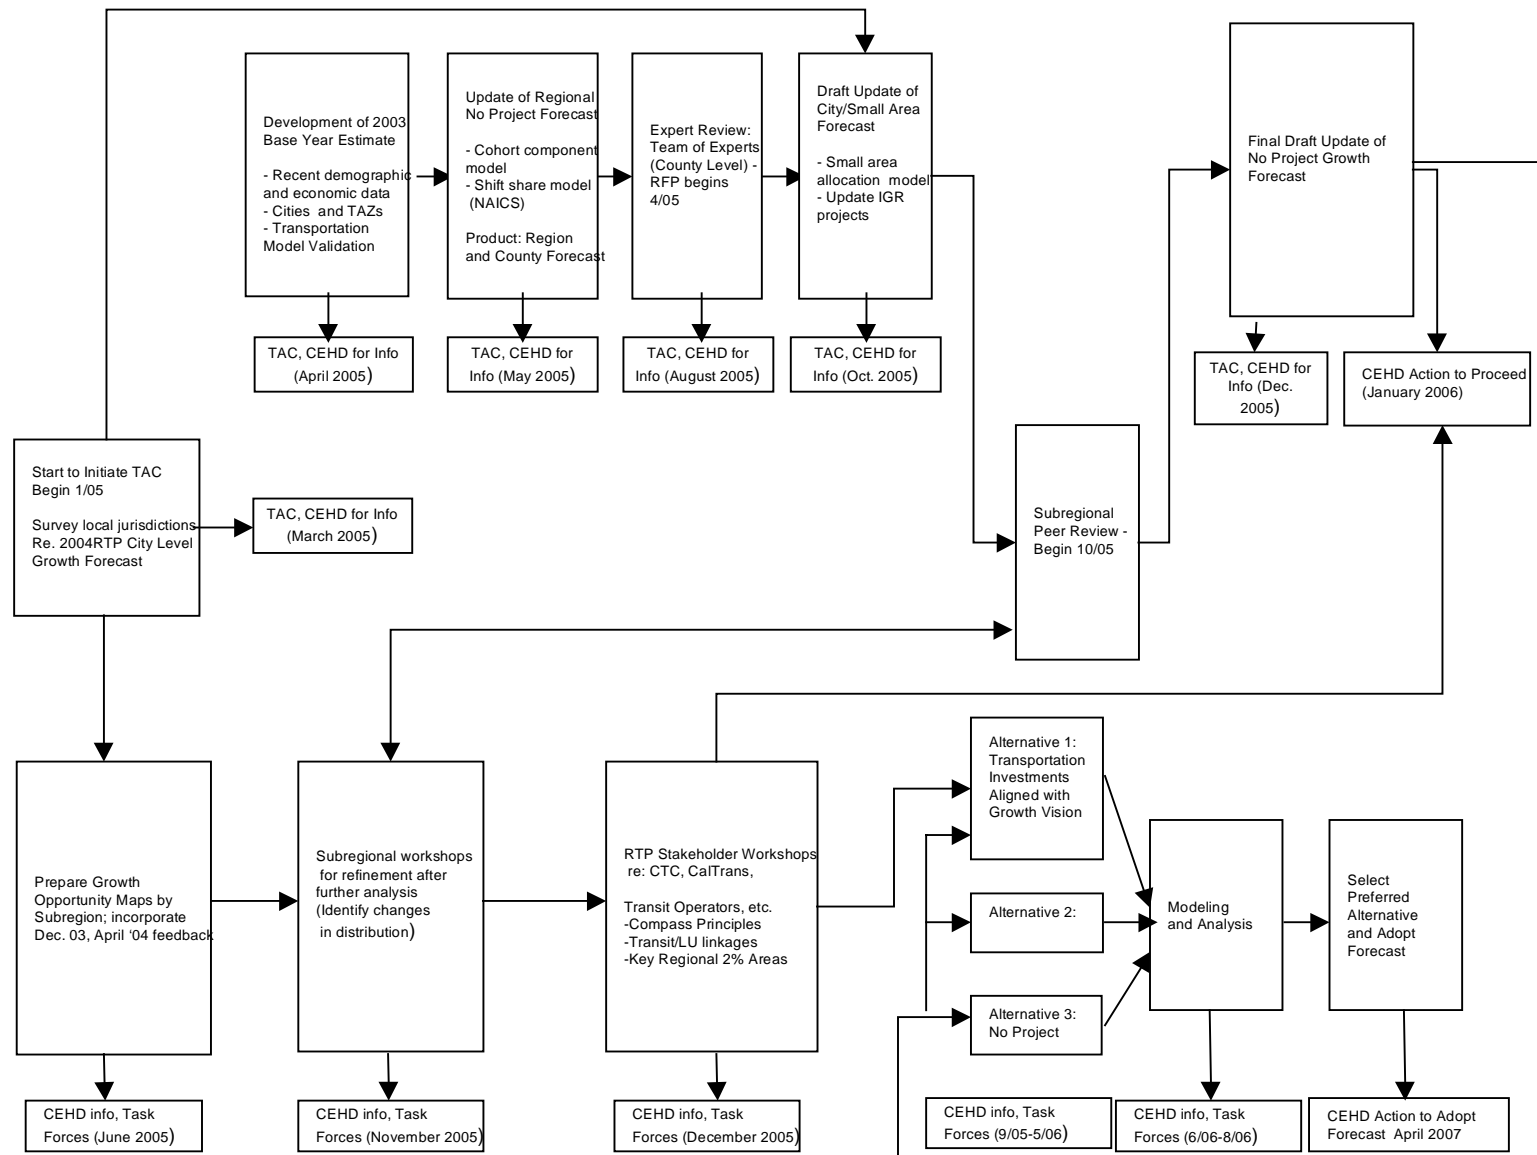 Development of 2003
Base Year Estimate
- Recent demographic
and economic data
- Cities  and TAZs
- Transportation
Model Validation
Update of Regional
No Project Forecast
- Cohort component
model
- Shift share model
(NAICS)
Product: Region
and County Forecast
Expert Review:
Team of Experts
(County Level) -
RFP begins
4/05
Draft Update of
City/Small Area
Forecast
- Small area
allocation  model
- Update IGR
projects
Final Draft Update of
No Project Growth
Forecast
TAC, CEHD for Info
(April 2005)
TAC, CEHD for
Info (May 2005)
TAC, CEHD for
Info (August 2005)
TAC, CEHD for
Info (Oct. 2005)
TAC, CEHD for
Info (Dec.
2005)
CEHD Action to Proceed
(January 2006)
Start to Initiate TAC
Begin 1/05
Survey local jurisdictions
Re. 2004RTP City Level
Growth Forecast
TAC, CEHD for Info
(March 2005)
Subregional
Peer Review -
Begin 10/05
Prepare Growth
Opportunity Maps by
Subregion; incorporate
Dec. 03, April ‘04 feedback
Subregional workshops
for refinement after
further analysis
(Identify changes
in distribution)
RTP Stakeholder Workshops
re: CTC, CalTrans,
Transit Operators, etc.
-Compass Principles
-Transit/LU linkages
-Key Regional 2% Areas
Alternative 1:
Transportation
Investments
Aligned with
Growth Vision
Alternative 2:
Alternative 3:
No Project
Modeling
and Analysis
Select
Preferred
Alternative
and Adopt
Forecast
CEHD info, Task
Forces (June 2005)
CEHD info, Task
Forces (November 2005)
CEHD info, Task
Forces (December 2005)
CEHD info, Task
Forces (9/05-5/06)
CEHD info, Task
Forces (6/06-8/06)
CEHD Action to Adopt
Forecast  April 2007